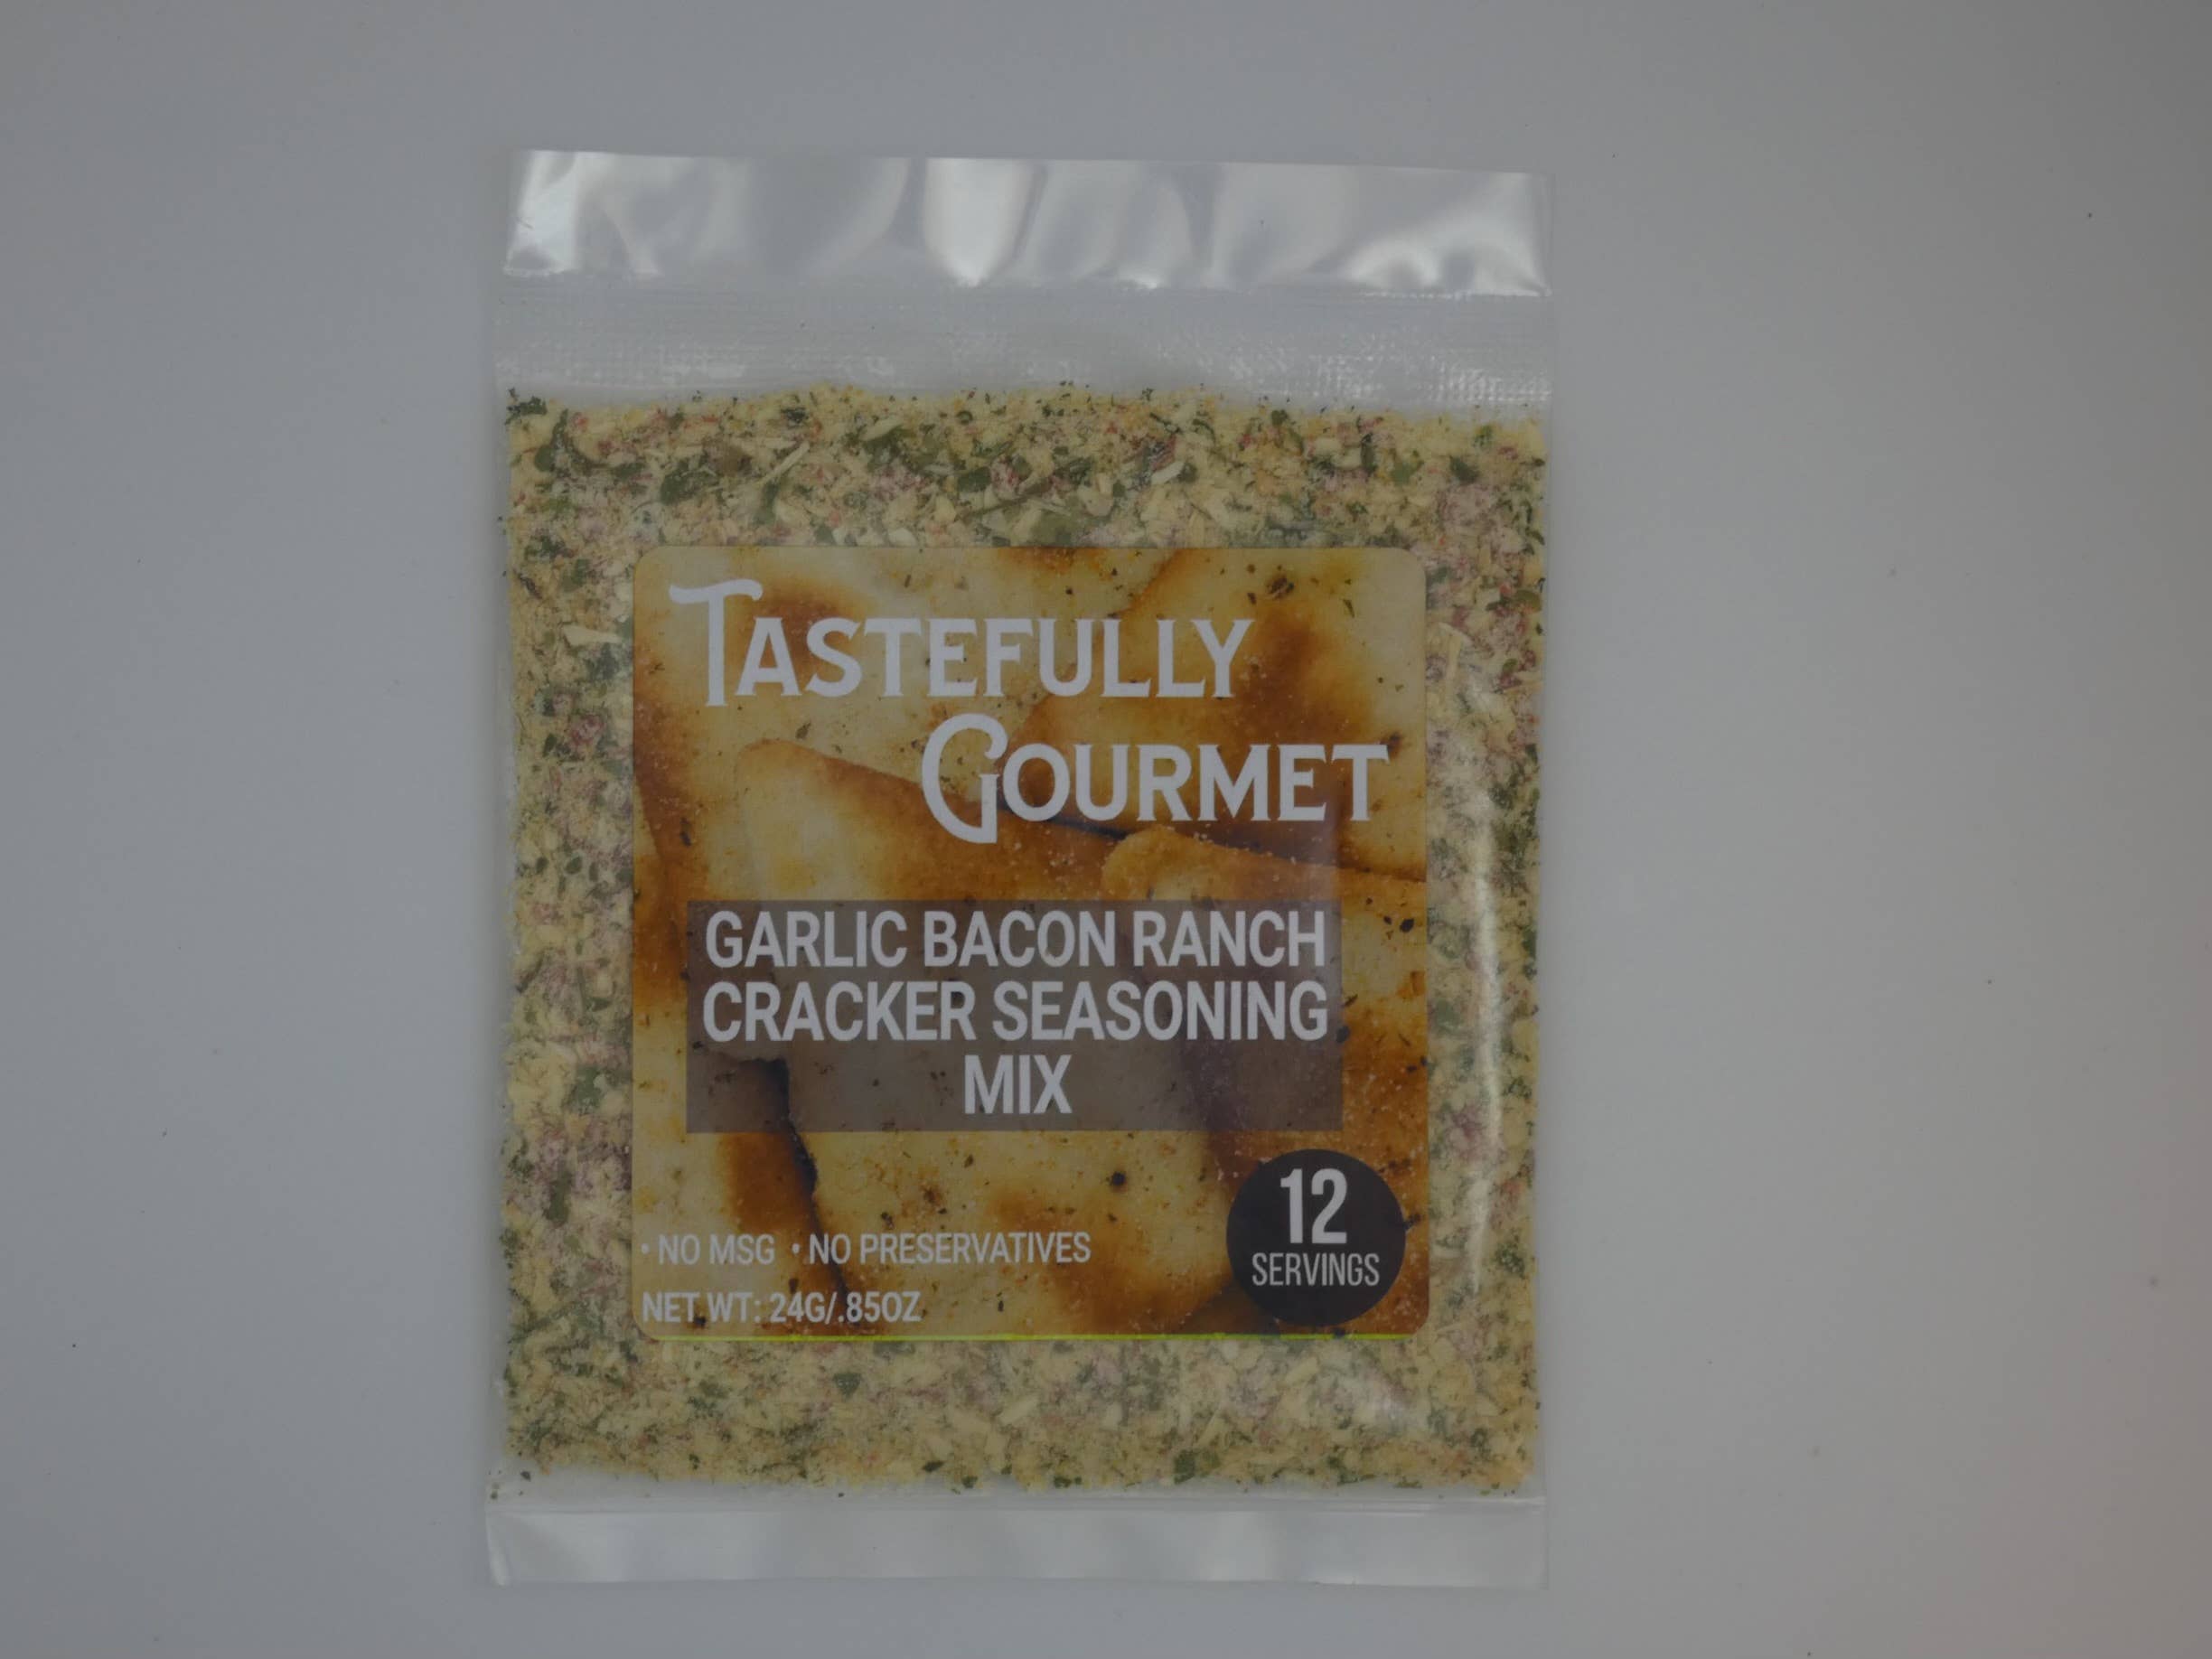 TASTEFULLY
GOURMET
GARLIC BACON RANCH
CRACKER SEASONING
MIX
12
SERVINGS
• NO MSG • NO PRESERVATIVES
NET WT: 24G/.85OZ